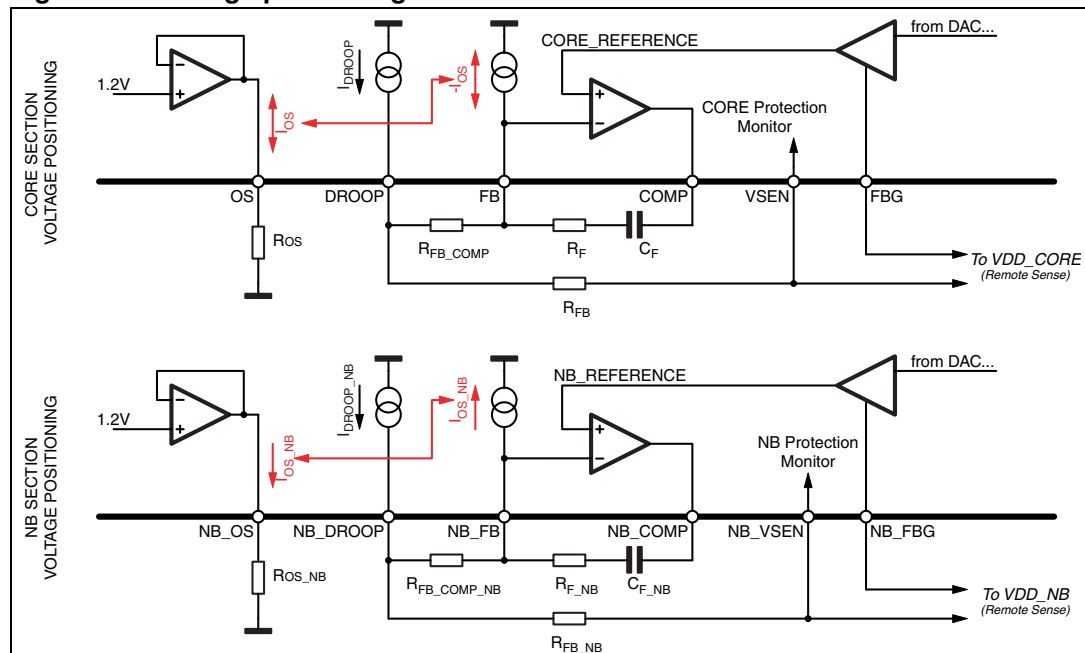 CORE SECTION
VOLTAGE POSITIONING
1.2V
IOS
IDROOP
-IOS
CORE_REFERENCE
from DAC...
CORE Protection
Monitor
OS
DROOP
FB
COMP
VSEN
FBG
ROS
RFB_COMP
RF
CF
To VDD_CORE
(Remote Sense)
RFB
NB SECTION
VOLTAGE POSITIONING
1.2V
IOS_NB
IDROOP_NB
IOS_NB
NB_REFERENCE
from DAC...
NB Protection
Monitor
NB_OS
NB_DROOP
NB_FB
NB_COMP
NB_VSEN
NB_FBG
ROS_NB
RFB_COMP_NB
RF_NB
CF_NB
To VDD_NB
(Remote Sense)
RFB_NB